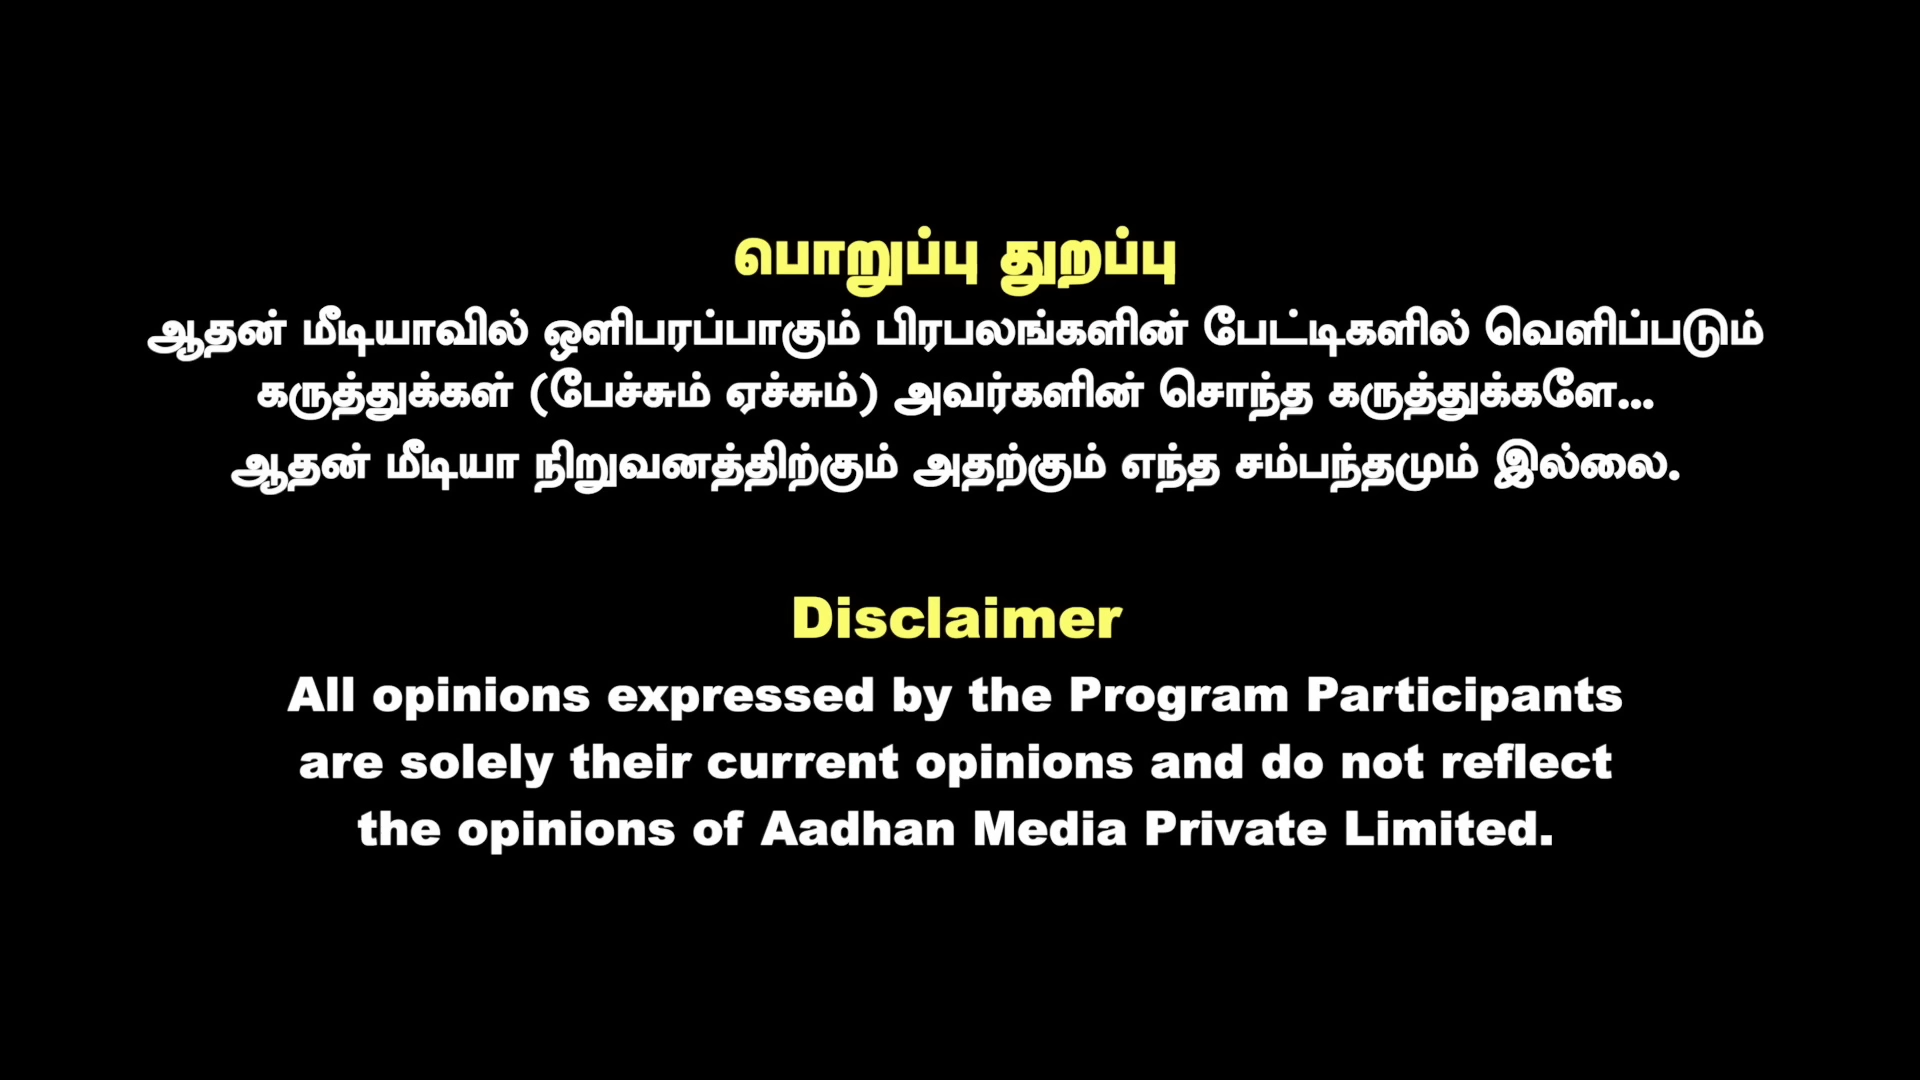 பொறுப்பு துறப்பு
ஆதன் மீடியாவில் ஒளிபரப்பாகும் பிரபலங்களின் பேட்டிகளில் வெளிப்படும்
கருத்துக்கள் (பேச்சும் ஏச்சும்) அவர்களின் சொந்த கருத்துக்களே...
ஆதன் மீடியா நிறுவனத்திற்கும் அதற்கும் எந்த சம்பந்தமும் இல்லை.
Disclaimer
All opinions expressed by the Program Participants
are solely their current opinions and do not reflect
the opinions of Aadhan Media Private Limited.